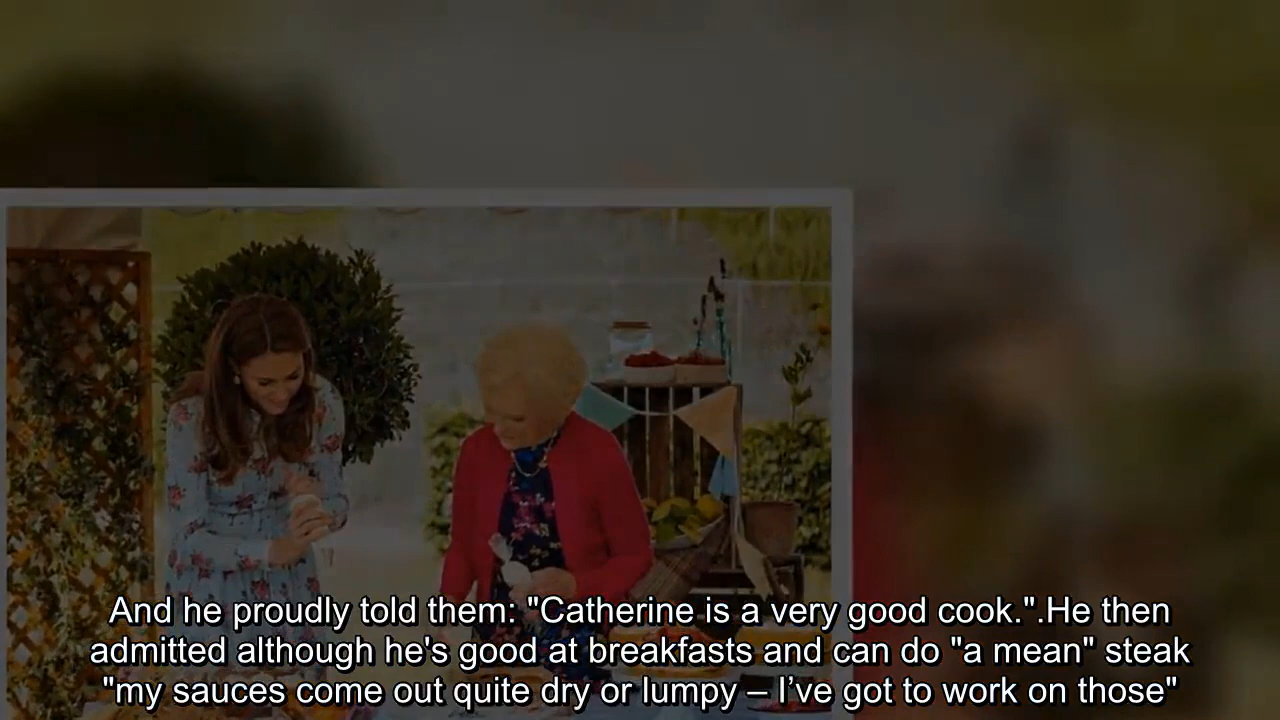 And he proudly told them: "Catherine is a very good cook.".He then
admitted although he's good at breakfasts and can do "a mean" steak
"my sauces come out quite dry or lumpy – I’ve got to work on those"